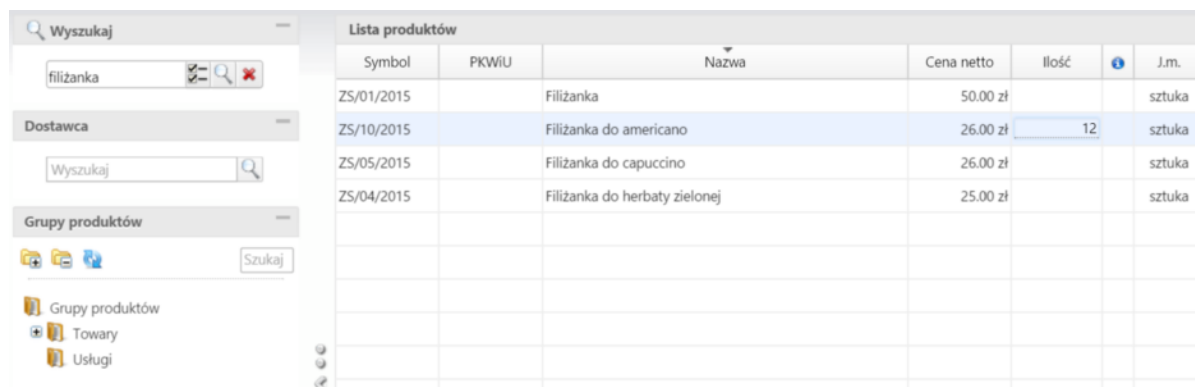 Wyszukaj
filiżanka
Dostawca
Wyszukaj
Grupy produktów
Szukaj
Grupy produktów
Towary
Usługi
Lista produktów
Symbol PKWiU Nazwa Cena netto Ilość J.m.
ZS/01/2015 Filiżanka 50.00 zł sztuka
ZS/10/2015 Filiżanka do americano 26.00 zł 12 sztuka
ZS/05/2015 Filiżanka do capuccino 26.00 zł sztuka
ZS/04/2015 Filiżanka do herbaty zielonej 25.00 zł sztuka